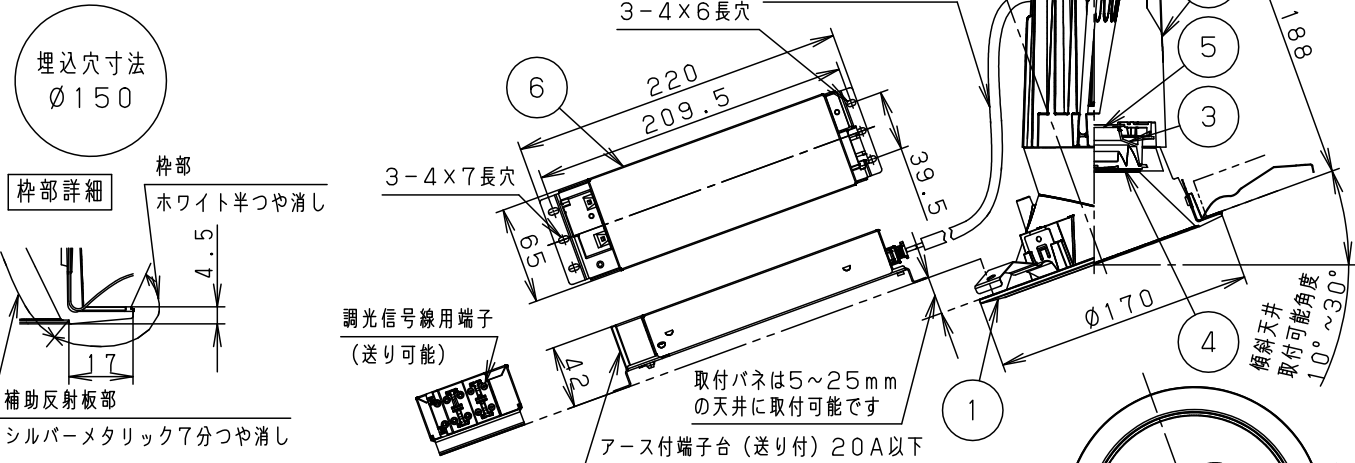 埋込穴寸法
Ø150
枠部詳細
枠部
ホワイト半つや消し
4.5
17
補助反射板部
シルバーメタリック7分つや消し
3-4×6長穴
6
220
209.5
3-4×7長穴
65
39.5
調光信号線用端子
(送り可能)
42
取付バネは5~25mm
の天井に取付可能です
アース付端子台(送り付)20A以下
5
3
188
Ø170
4
1
傾斜天井
取付可能角度
10°~30°